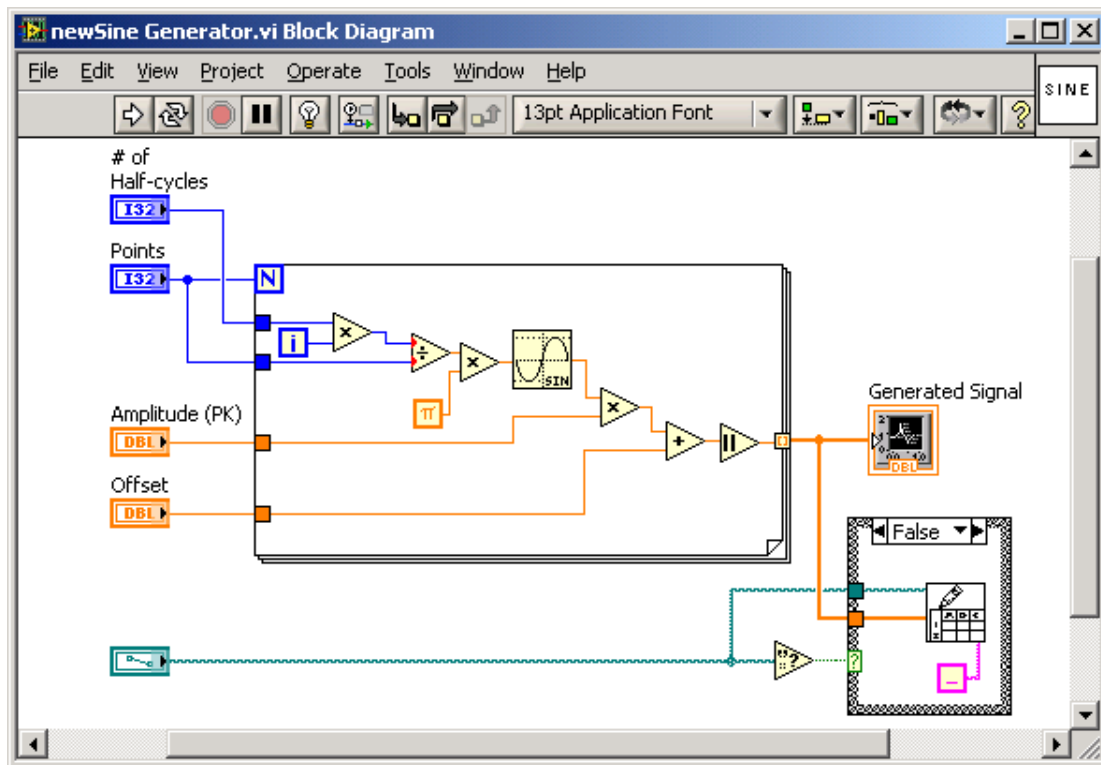 newSine Generator.vi Block Diagram
File Edit View Project Operate Tools Window Help
13pt Application Font
SINE
# of
Half-cycles
I32
Points
I32
N
i
×
÷
×
SIN
π
×
+
Amplitude (PK)
DBL
Offset
DBL
Generated Signal
DBL
False
?
?